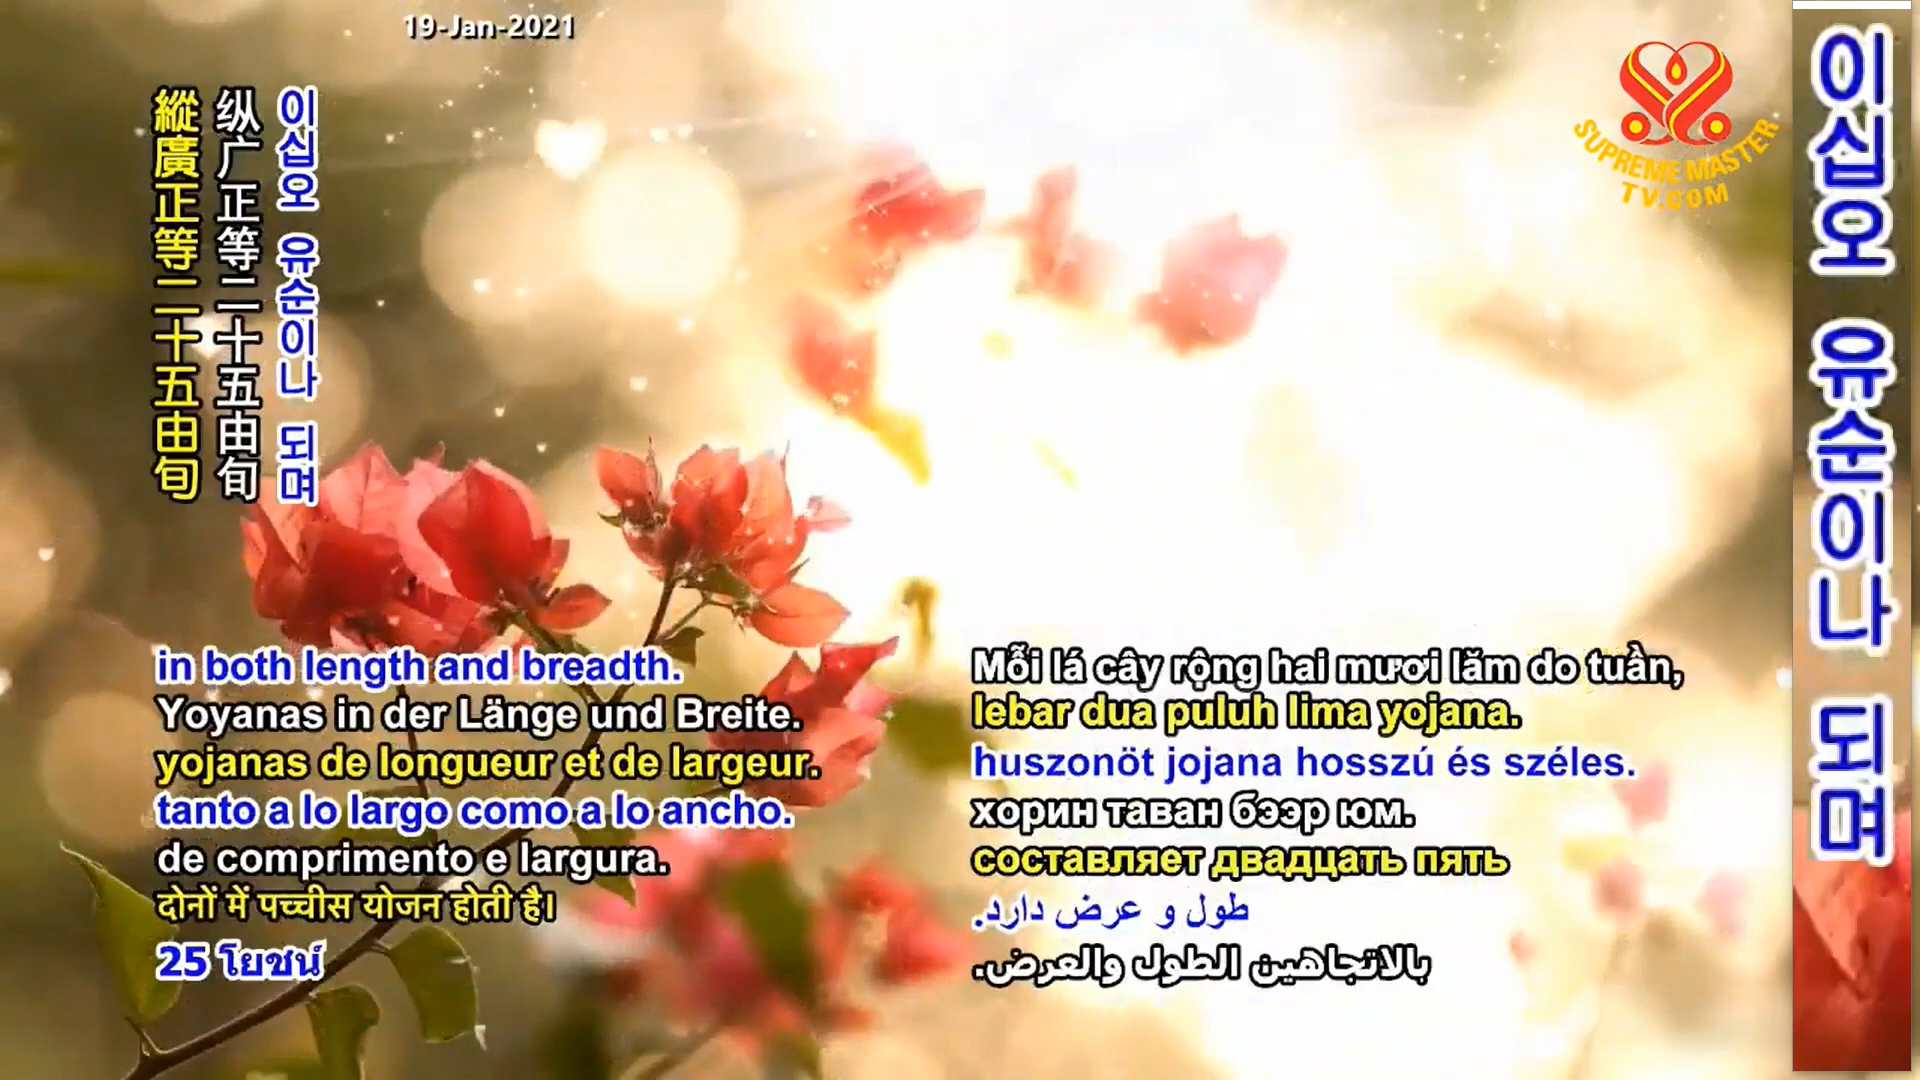 19-Jan-2021
縱廣正等二十五由旬
纵广正等二十五由旬
이십오 유순이나 되며
SUPREME MASTER
TV.COM
in both length and breadth.
Yoyanas in der Länge und Breite.
yojanas de longueur et de largeur.
tanto a lo largo como a lo ancho.
de comprimento e largura.
दोनों में पच्चीस योजन होती है।
25 โยชน์
Mỗi lá cây rộng hai mươi lăm do tuần,
lebar dua puluh lima yojana.
huszonöt jojana hosszú és széles.
хорин таван бээр юм.
составляет двадцать пять
طول و عرض دارد.
بالاتجاهين الطول والعرض.
이십오 유순이나 되며